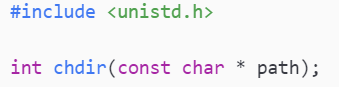 #include <unistd.h>
int chdir(const char * path);